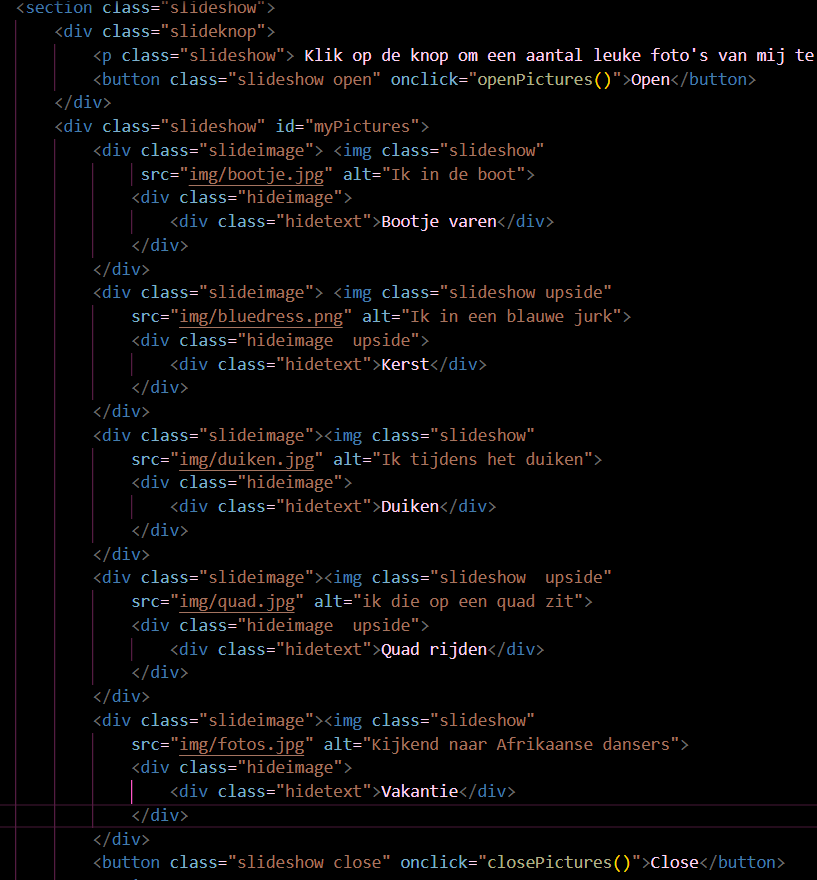 <section class="slideshow">
<div class="slideknop">
<p class="slideshow"> Klik op de knop om een aantal leuke foto's van mij te
<button class="slideshow open" onclick="openPictures()">Open</button>
</div>
<div class="slideshow" id="myPictures">
<div class="slideimage"> <img class="slideshow"
src="img/bootje.jpg" alt="Ik in de boot">
<div class="hideimage">
<div class="hidetext">Bootje varen</div>
</div>
</div>
<div class="slideimage"> <img class="slideshow upside"
src="img/bluedress.png" alt="Ik in een blauwe jurk">
<div class="hideimage  upside">
<div class="hidetext">Kerst</div>
</div>
</div>
<div class="slideimage"><img class="slideshow"
src="img/duiken.jpg" alt="Ik tijdens het duiken">
<div class="hideimage">
<div class="hidetext">Duiken</div>
</div>
</div>
<div class="slideimage"><img class="slideshow  upside"
src="img/quad.jpg" alt="ik die op een quad zit">
<div class="hideimage  upside">
<div class="hidetext">Quad rijden</div>
</div>
</div>
<div class="slideimage"><img class="slideshow"
src="img/fotos.jpg" alt="Kijkend naar Afrikaanse dansers">
<div class="hideimage">
<div class="hidetext">Vakantie</div>
</div>
</div>
<button class="slideshow close" onclick="closePictures()">Close</button>